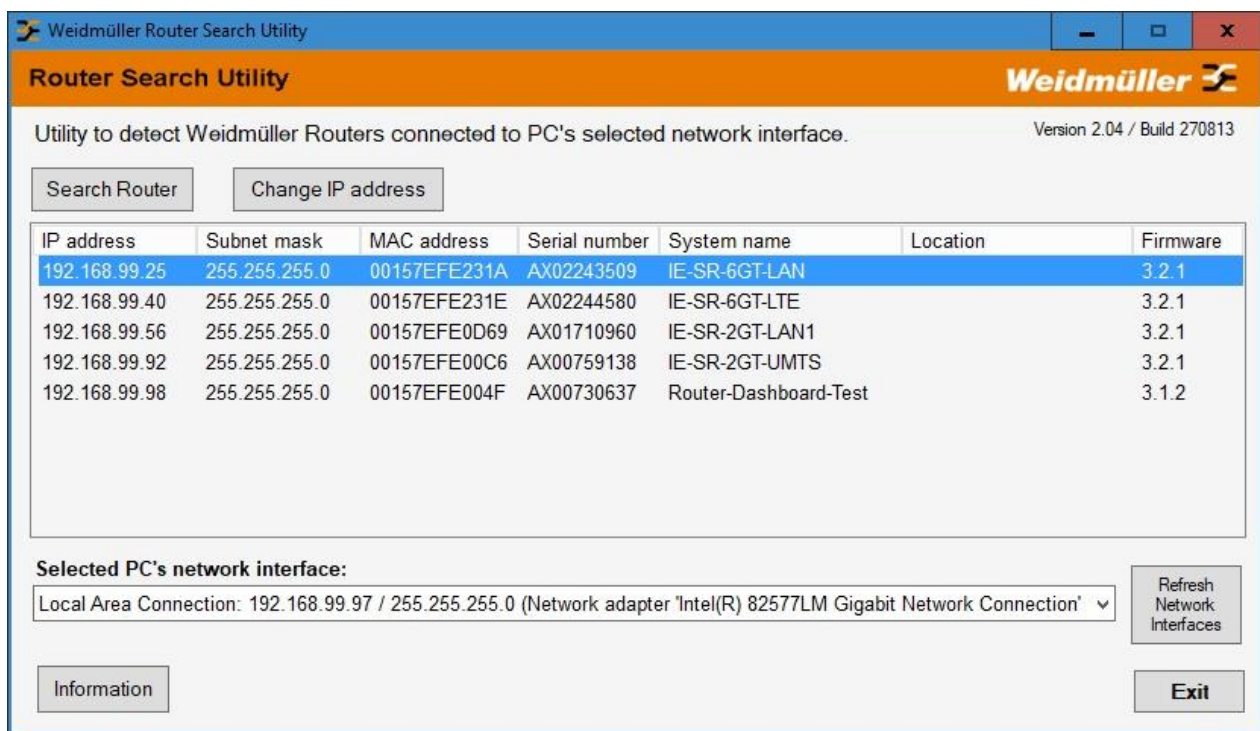 Weidmüller Router Search Utility
Router Search Utility
Weidmüller
Utility to detect Weidmüller Routers connected to PC's selected network interface.
Version 2.04 / Build 270813
Search Router Change IP address
IP address Subnet mask MAC address Serial number System name Location Firmware
192.168.99.25 255.255.255.0 00157EFE231A AX02243509 IE-SR-6GT-LAN 3.2.1
192.168.99.40 255.255.255.0 00157EFE231E AX02244580 IE-SR-6GT-LTE 3.2.1
192.168.99.56 255.255.255.0 00157EFE0D69 AX01710960 IE-SR-2GT-LAN1 3.2.1
192.168.99.92 255.255.255.0 00157EFE00C6 AX00759138 IE-SR-2GT-UMTS 3.2.1
192.168.99.98 255.255.255.0 00157EFE004F AX00730637 Router-Dashboard-Test 3.1.2
Selected PC's network interface:
Local Area Connection: 192.168.99.97 / 255.255.255.0 (Network adapter 'Intel(R) 82577LM Gigabit Network Connection'
Refresh
Network
Interfaces
Information
Exit